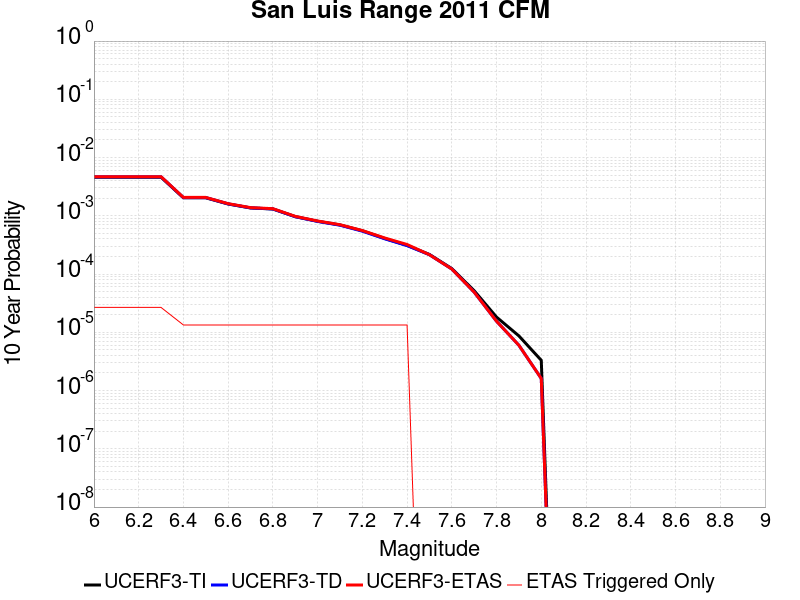 San Luis Range 2011 CFM
10 0
10 -1
10 -2
10 -3
10 -4
10 -5
10 -6
10 -7
10 -8
10 Year Probability
6 6.2 6.4 6.6 6.8 7 7.2 7.4 7.6 7.8 8 8.2 8.4 8.6 8.8 9
Magnitude
UCERF3-TI UCERF3-TD UCERF3-ETAS ETAS Triggered Only